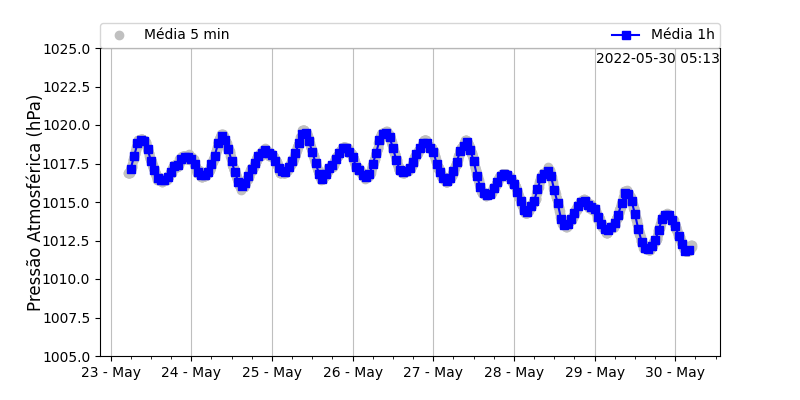 Média 5 min
Média 1h
2022-05-30 05:13
Pressão Atmosférica (hPa)
1025.0
1022.5
1020.0
1017.5
1015.0
1012.5
1010.0
1007.5
1005.0
23 - May
24 - May
25 - May
26 - May
27 - May
28 - May
29 - May
30 - May